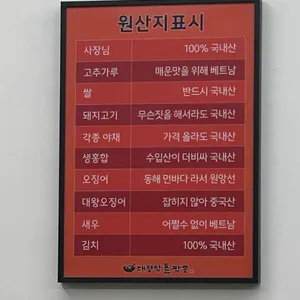 원산지표시
사장님 100% 국내산
고추가루 매운맛을 위해 베트남
쌀 반드시 국내산
돼지고기 무슨짓을 해서라도 국내산
각종 야채 가격 올라도 국내산
생홍합 수입산이 더비싸 국내산
오징어 동해 먼바다 라서 원양선
대왕오징어 잡히지 않아 중국산
새우 어쩔수 없이 베트남
김치 100% 국내산